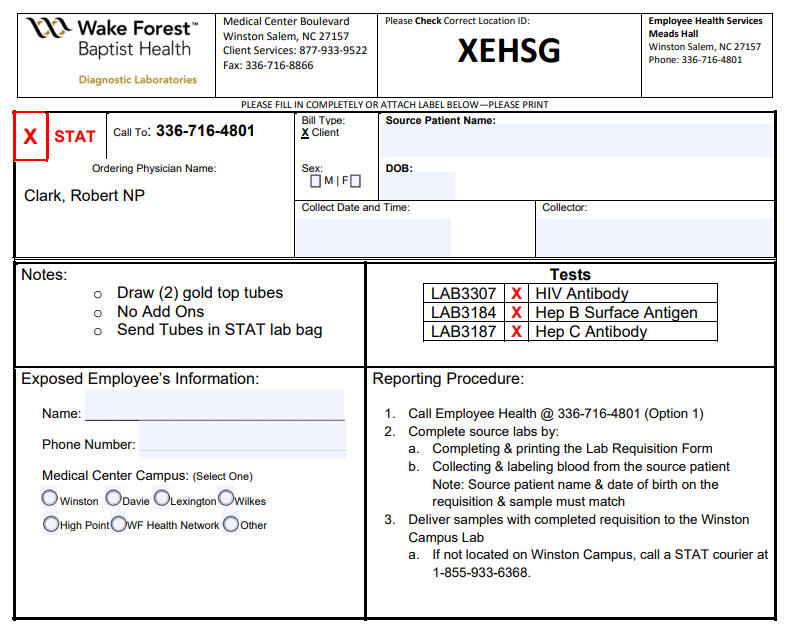 Wake Forest™
Baptist Health
Diagnostic Laboratories
Medical Center Boulevard
Winston Salem, NC 27157
Client Services: 877-933-9522
Fax: 336-716-8866
Please Check Correct Location ID:
XEHSG
Employee Health Services
Meads Hall
Winston Salem, NC 27157
Phone: 336-716-4801
PLEASE FILL IN COMPLETELY OR ATTACH LABEL BELOW—PLEASE PRINT
X STAT
Call To: 336-716-4801
Ordering Physician Name:
Clark, Robert NP
Bill Type:
X Client
Source Patient Name:
Sex:
M | F
DOB:
Collect Date and Time:
Collector:
Notes:
o Draw (2) gold top tubes
o No Add Ons
o Send Tubes in STAT lab bag
Tests
LAB3307 X HIV Antibody
LAB3184 X Hep B Surface Antigen
LAB3187 X Hep C Antibody
Exposed Employee's Information:
Name:
Phone Number:
Medical Center Campus: (Select One)
Winston Davie Lexington Wilkes
High Point WF Health Network Other
Reporting Procedure:
1. Call Employee Health @ 336-716-4801 (Option 1)
2. Complete source labs by:
a. Completing & printing the Lab Requisition Form
b. Collecting & labeling blood from the source patient
Note: Source patient name & date of birth on the
requisition & sample must match
3. Deliver samples with completed requisition to the Winston
Campus Lab
a. If not located on Winston Campus, call a STAT courier at
1-855-933-6368.